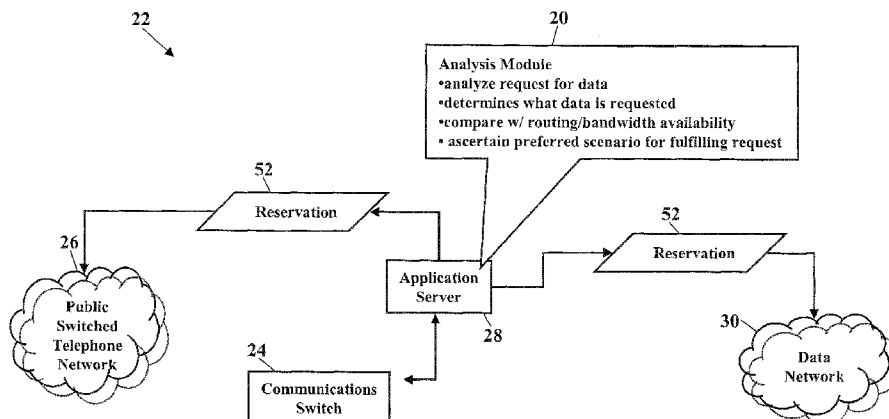 22
20
Analysis Module
•analyze request for data
•determines what data is requested
•compare w/ routing/bandwidth availability
• ascertain preferred scenario for fulfilling request
52
Reservation
52
Reservation
26
Public
Switched
Telephone
Network
Application
Server
28
30
Data
Network
24
Communications
Switch